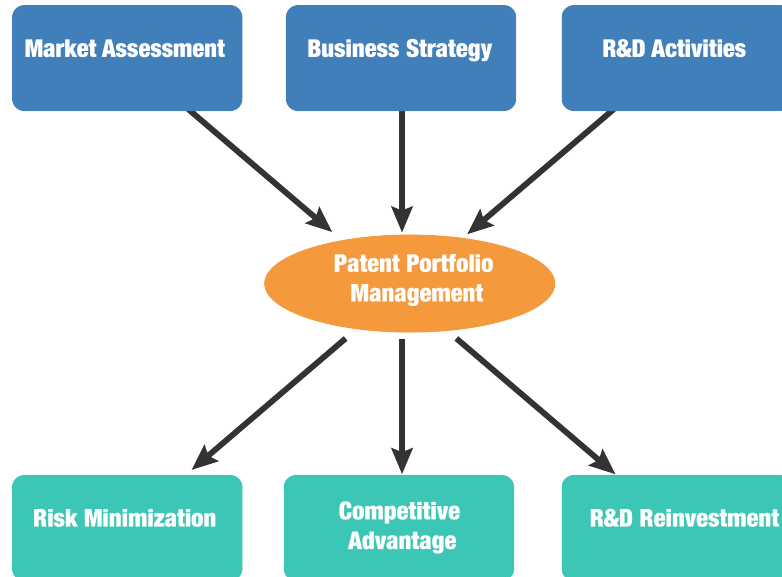 Market Assessment
Business Strategy
R&D Activities
Patent Portfolio
Management
Risk Minimization
Competitive
Advantage
R&D Reinvestment